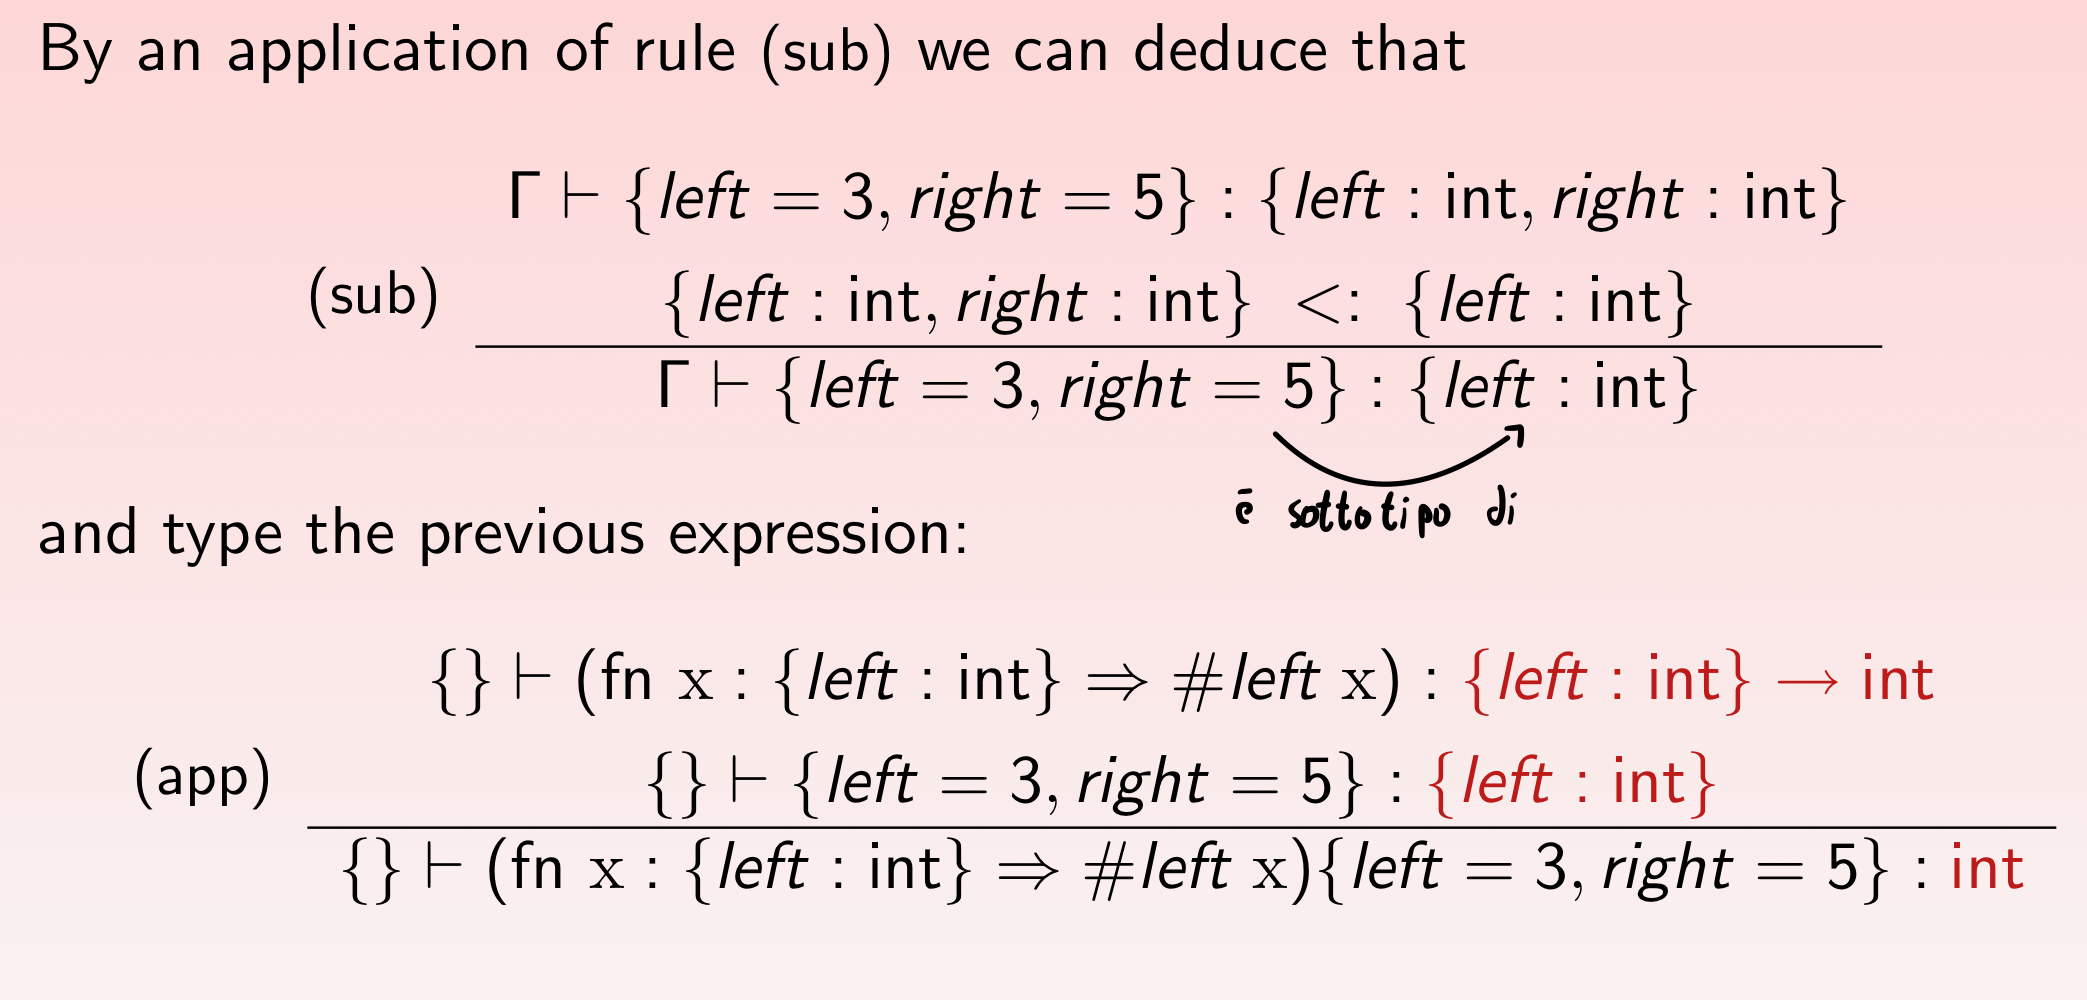 By an application of rule (sub) we can deduce that
Γ ⊢ {left = 3, right = 5} : {left : int, right : int}
(sub) {left : int, right : int} <: {left : int}
Γ ⊢ {left = 3, right = 5} : {left : int}
ē sottotipo di
and type the previous expression:
{} ⊢ (fn x : {left : int} ⇒ #left x) : {left : int} → int
(app) {} ⊢ {left = 3, right = 5} : {left : int}
{} ⊢ (fn x : {left : int} ⇒ #left x){left = 3, right = 5} : int